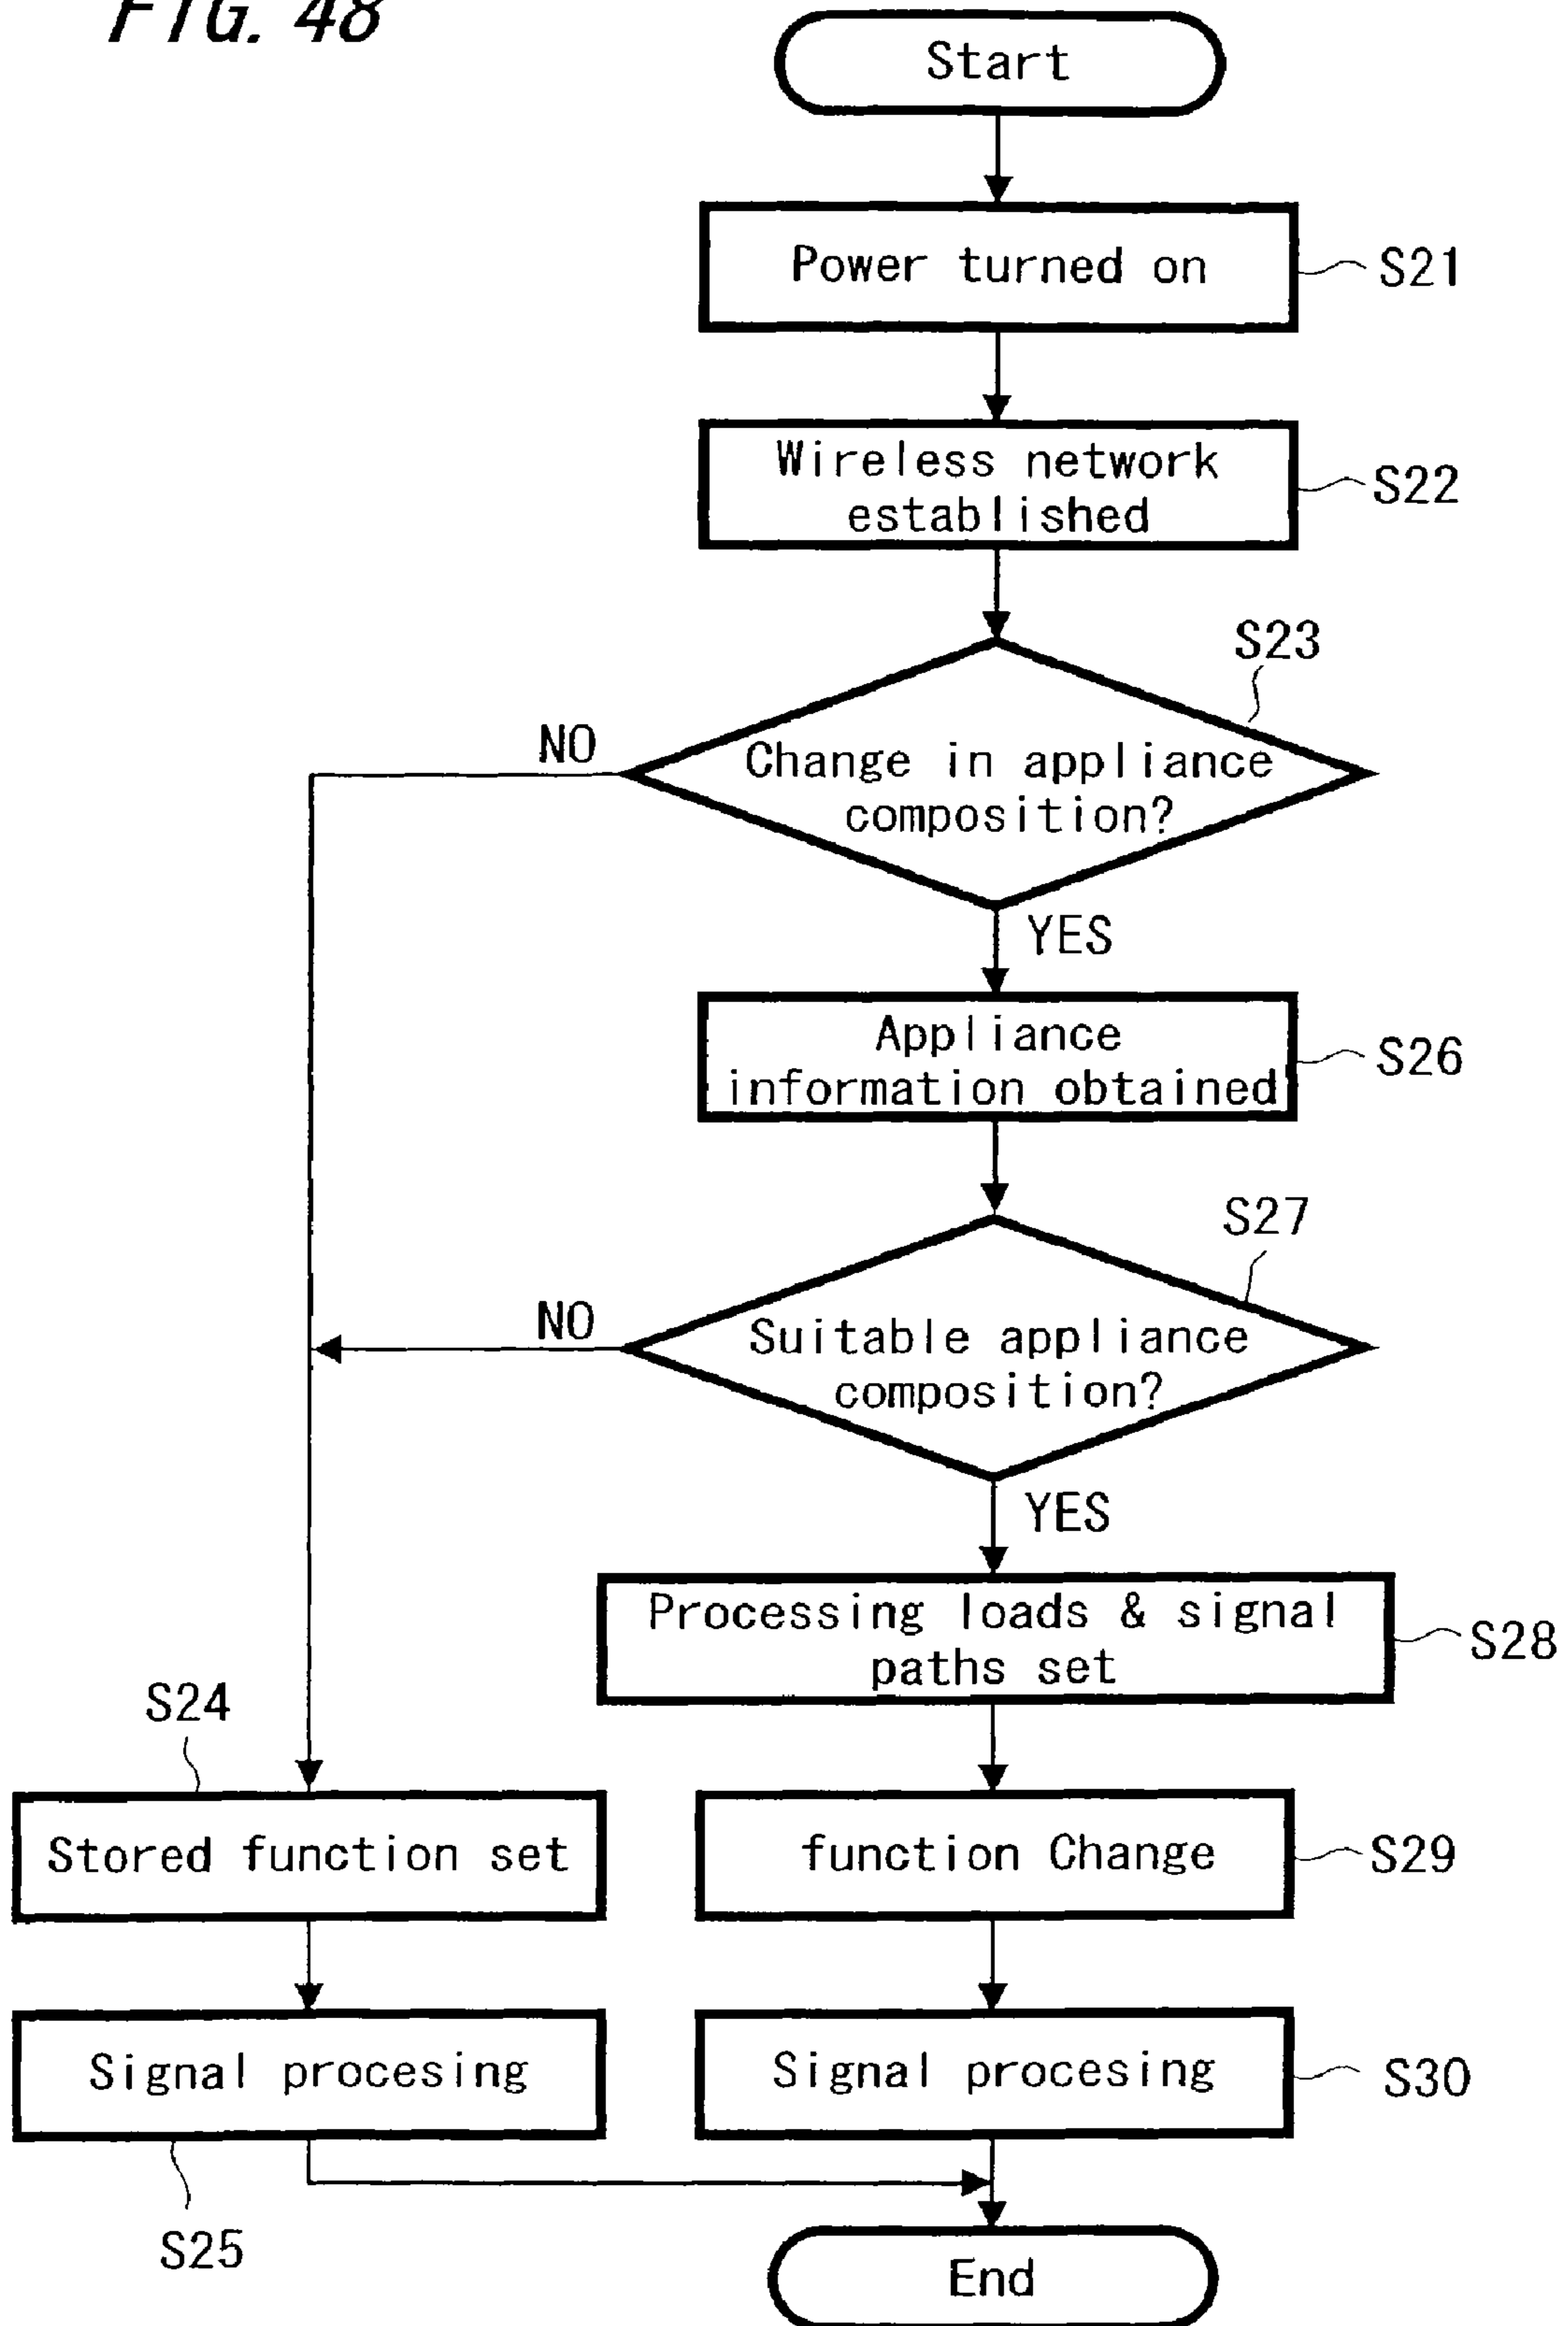 FIG. 48
Start
Power turned on
S21
Wireless network
established
S22
S23
Change in appliance
composition?
NO
YES
Appliance
information obtained
S26
S27
Suitable appliance
composition?
NO
YES
Processing loads & signal
paths set
S28
S24
Stored function set
function Change
S29
Signal procesing
S25
Signal procesing
S30
End